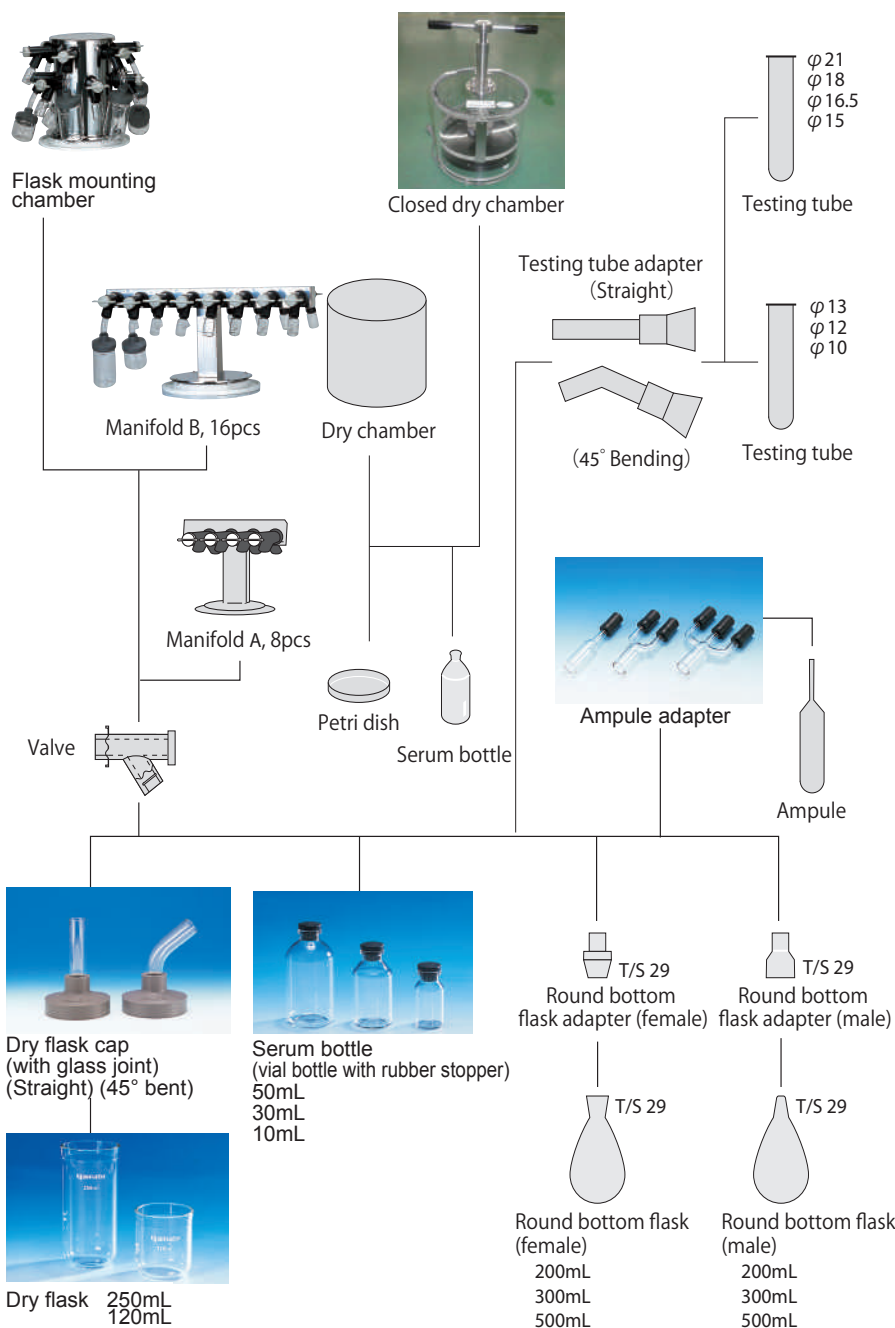 Flask mounting
chamber
Closed dry chamber
φ21
φ18
φ16.5
φ15
Testing tube
Testing tube adapter
(Straight)
(45° Bending)
φ13
φ12
φ10
Testing tube
Manifold B, 16pcs
Dry chamber
Manifold A, 8pcs
Petri dish
Serum bottle
Ampule adapter
Ampule
Valve
Dry flask cap
(with glass joint)
(Straight) (45° bent)
Serum bottle
(vial bottle with rubber stopper)
50mL
30mL
10mL
T/S 29
Round bottom
flask adapter (female)
T/S 29
Round bottom
flask adapter (male)
T/S 29
Round bottom flask
(female)
200mL
300mL
500mL
T/S 29
Round bottom flask
(male)
200mL
300mL
500mL
Dry flask 250mL
120mL